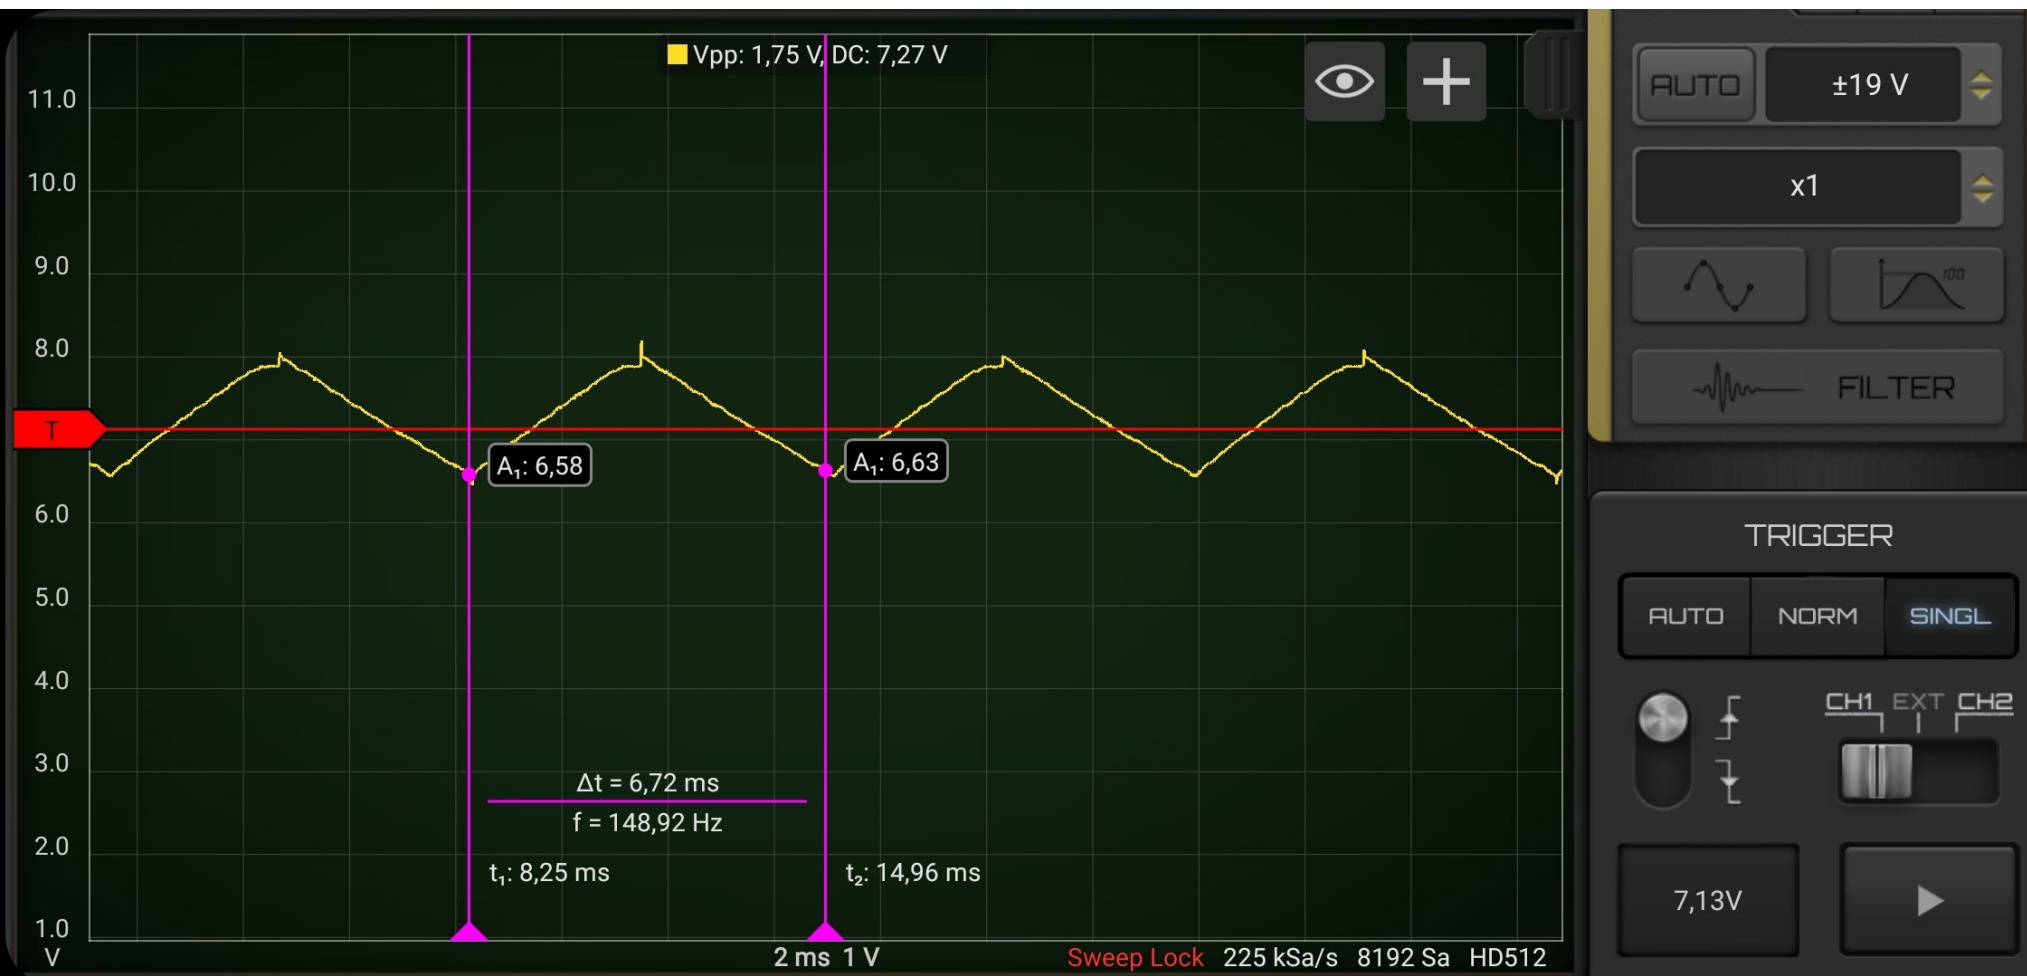 Vpp: 1,75 V, DC: 7,27 V
11.0
10.0
9.0
8.0
T
6.0
5.0
4.0
3.0
2.0
1.0
V
A₁: 6,58
A₁: 6,63
Δt = 6,72 ms
f = 148,92 Hz
t₁: 8,25 ms
t₂: 14,96 ms
2 ms 1 V
Sweep Lock 225 kSa/s 8192 Sa HD512
AUTO ±19 V
x1
100
FILTER
TRIGGER
AUTO NORM SINGL
CH1 EXT CH2
7,13V